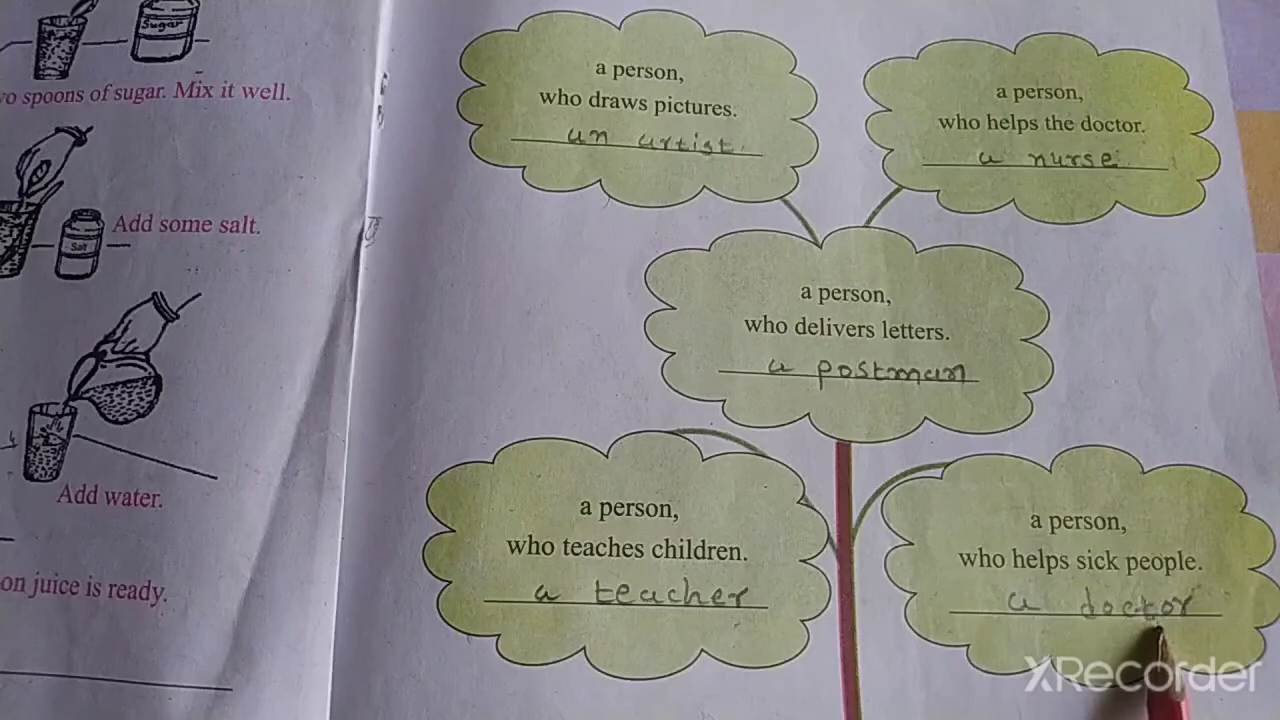 Sugar
spoons of sugar. Mix it well.
Salt
Add some salt.
Add water.
juice is ready.
a person,
who draws pictures.
an artist.
a person,
who helps the doctor.
a nurse.
a person,
who delivers letters.
a postman
a person,
who teaches children.
a teacher
a person,
who helps sick people.
a doctor
XRecorder